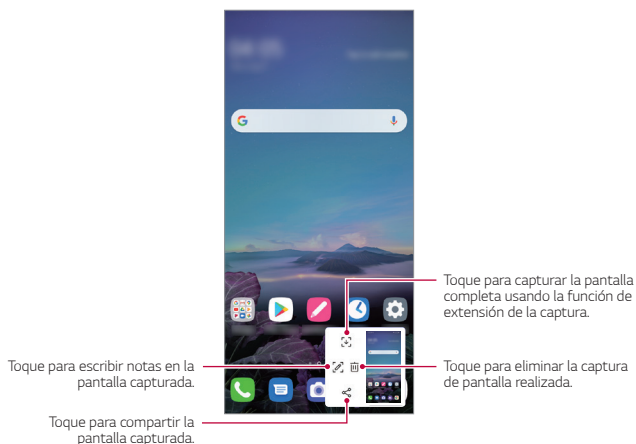 Toque para capturar la pantalla
completa usando la función de
extensión de la captura.
Toque para escribir notas en la
pantalla capturada.
Toque para eliminar la captura
de pantalla realizada.
Toque para compartir la
pantalla capturada.